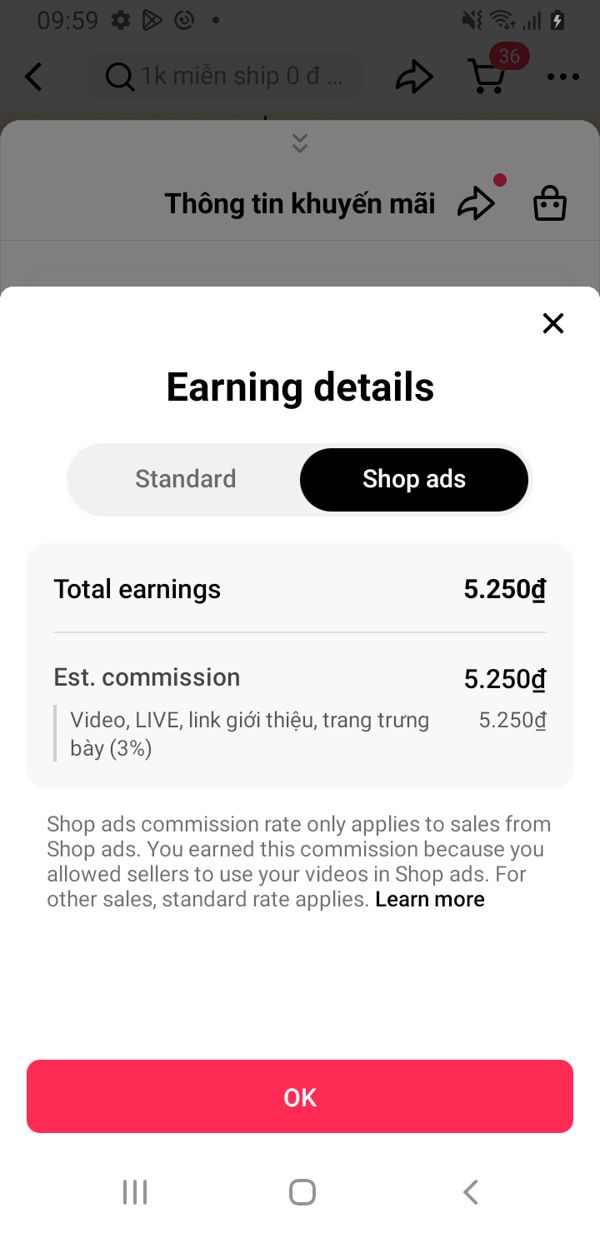 09:59
1k miễn ship 0 đ ...
36
Thông tin khuyến mãi
Earning details
Standard
Shop ads
Total earnings
5.250₫
Est. commission
5.250₫
Video, LIVE, link giới thiệu, trang trưng
5.250₫
bày (3%)
Shop ads commission rate only applies to sales from
Shop ads. You earned this commission because you
allowed sellers to use your videos in Shop ads. For
other sales, standard rate applies. Learn more
OK